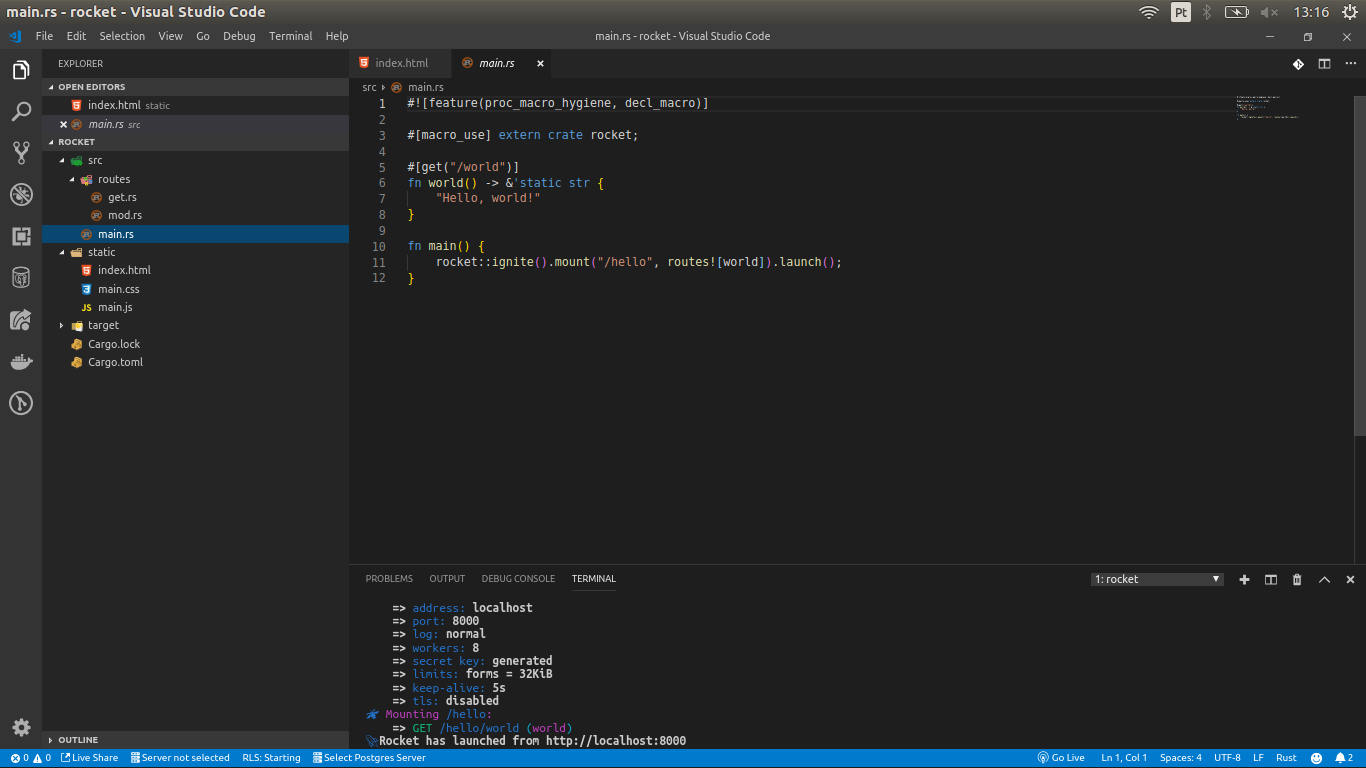 main.rs - rocket - Visual Studio Code
Pt
13:16
File Edit Selection View Go Debug Terminal Help
main.rs - rocket - Visual Studio Code
EXPLORER
OPEN EDITORS
index.html static
main.rs src
ROCKET
src
routes
get.rs
mod.rs
main.rs
static
index.html
main.css
JS main.js
target
Cargo.lock
Cargo.toml
OUTLINE
index.html
main.rs
src
main.rs
1 #![feature(proc_macro_hygiene, decl_macro)]
2
3 #[macro_use] extern crate rocket;
4
5 #[get("/world")]
6 fn world() -> &'static str {
7 "Hello, world!"
8 }
9
10 fn main() {
11 rocket::ignite().mount("/hello", routes![world]).launch();
12 }
PROBLEMS OUTPUT DEBUG CONSOLE TERMINAL
1: rocket
=> address: localhost
=> port: 8000
=> log: normal
=> workers: 8
=> secret key: generated
=> limits: forms = 32KiB
=> keep-alive: 5s
=> tls: disabled
Mounting /hello:
=> GET /hello/world (world)
Rocket has launched from http://localhost:8000
0 0 Live Share Server not selected RLS: Starting Select Postgres Server Go Live Ln 1, Col 1 Spaces: 4 UTF-8 LF Rust 2